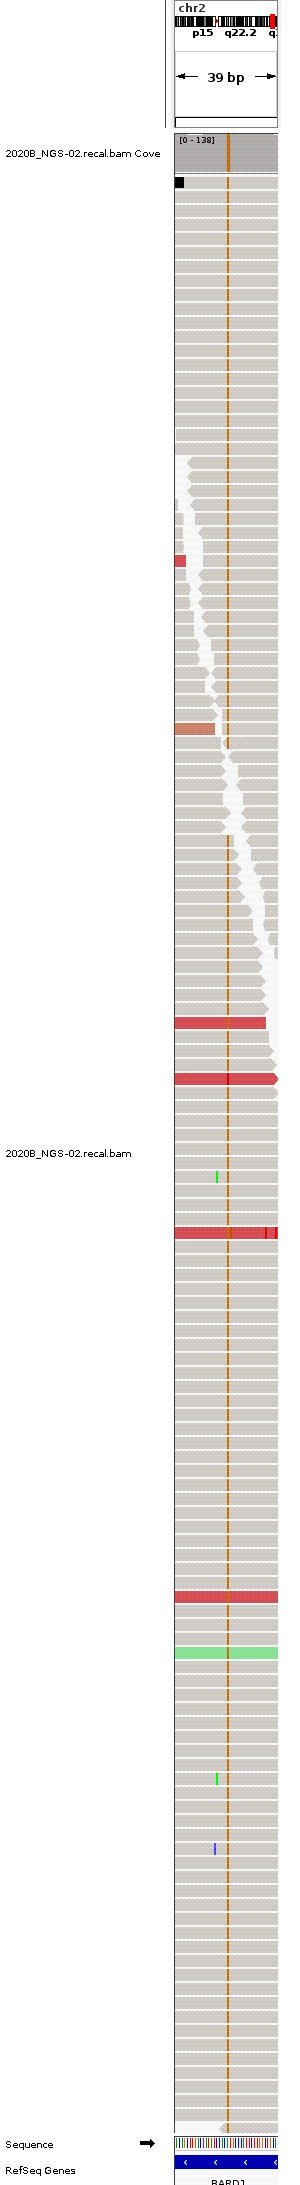 chr2
p15 q22.2 q
39 bp
[0 - 138]
2020B_NGS-02.recal.bam Cove
2020B_NGS-02.recal.bam
Sequence
RefSeq Genes
BARD1